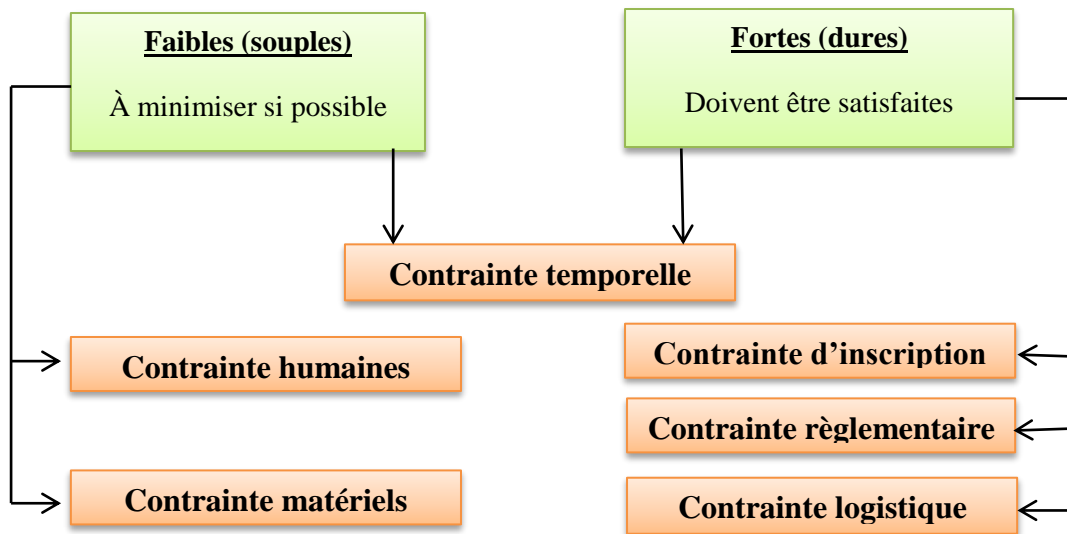 Faibles (souples)
À minimiser si possible
Fortes (dures)
Doivent être satisfaites
Contrainte temporelle
Contrainte humaines
Contrainte matériels
Contrainte d’inscription
Contrainte règlementaire
Contrainte logistique